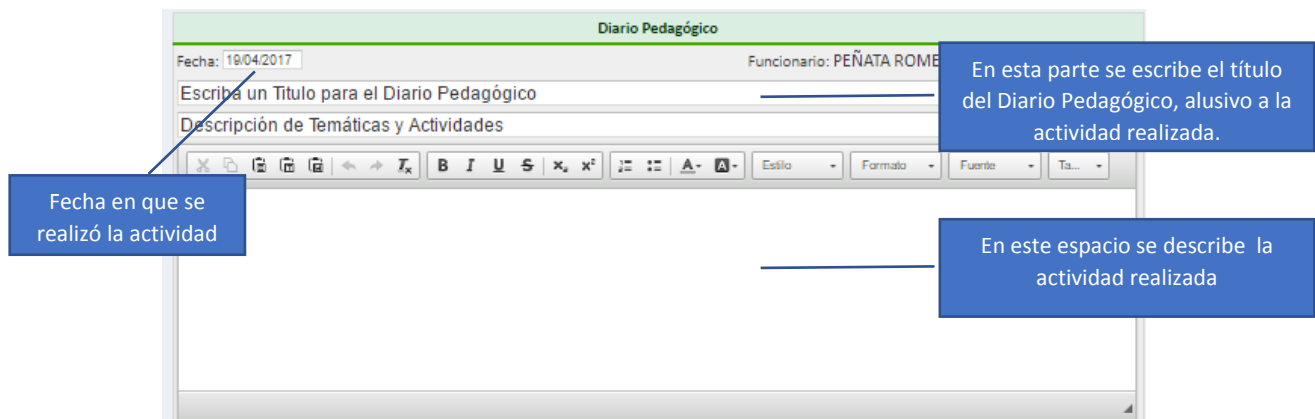 Diario Pedagógico
Fecha: 19/04/2017 Funcionario: PEÑATA ROME
Escriba un Titulo para el Diario Pedagógico
Descripción de Temáticas y Actividades
Estilo Formato Fuente Ta...
En esta parte se escribe el título
del Diario Pedagógico, alusivo a la
actividad realizada.
Fecha en que se
realizó la actividad
En este espacio se describe la
actividad realizada